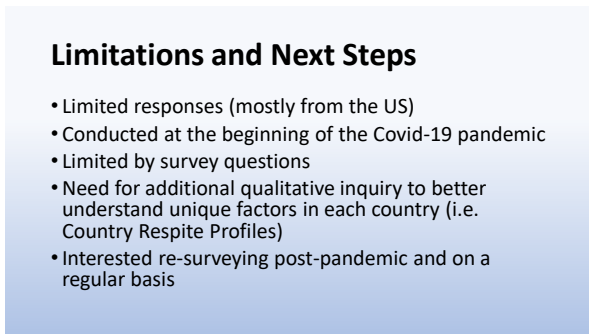 Limitations and Next Steps
• Limited responses (mostly from the US)
• Conducted at the beginning of the Covid-19 pandemic
• Limited by survey questions
• Need for additional qualitative inquiry to better
understand unique factors in each country (i.e.
Country Respite Profiles)
• Interested re-surveying post-pandemic and on a
regular basis